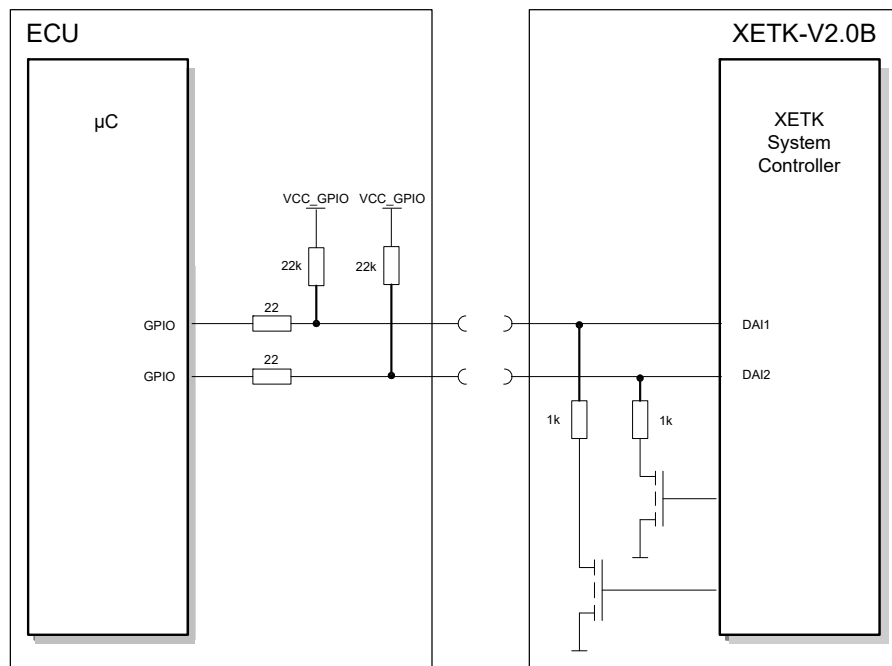 ECU
XETK-V2.0B
µC
XETK
System
Controller
VCC_GPIO
VCC_GPIO
22k
22k
22
GPIO
DAI1
22
GPIO
DAI2
1k
1k